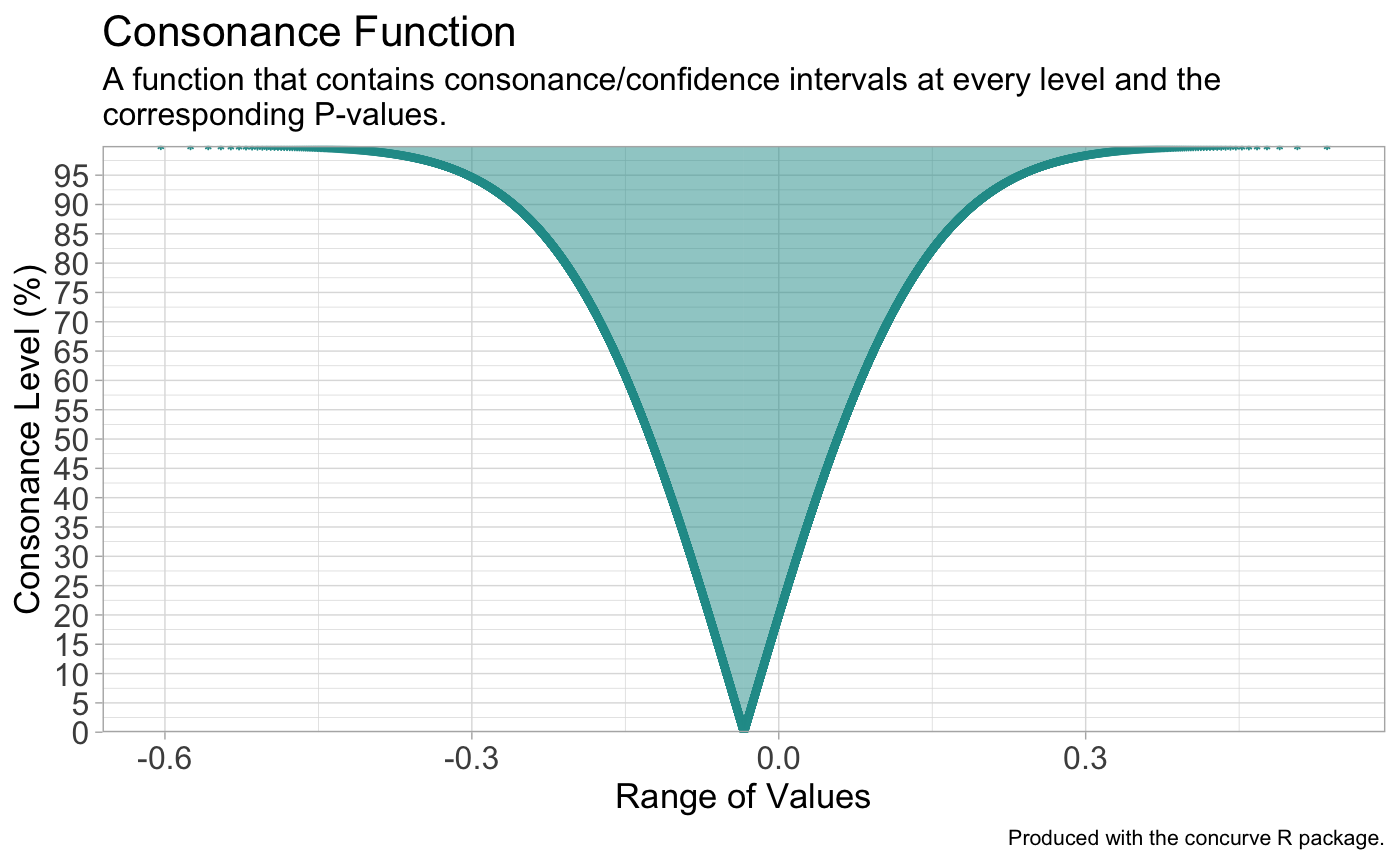 Consonance Function
A function that contains consonance/confidence intervals at every level and the
corresponding P-values.
Consonance Level (%)
95
90
85
80
75
70
65
60
55
50
45
40
35
30
25
20
15
10
5
0
-0.6 -0.3 0.0 0.3
Range of Values
Produced with the concurve R package.